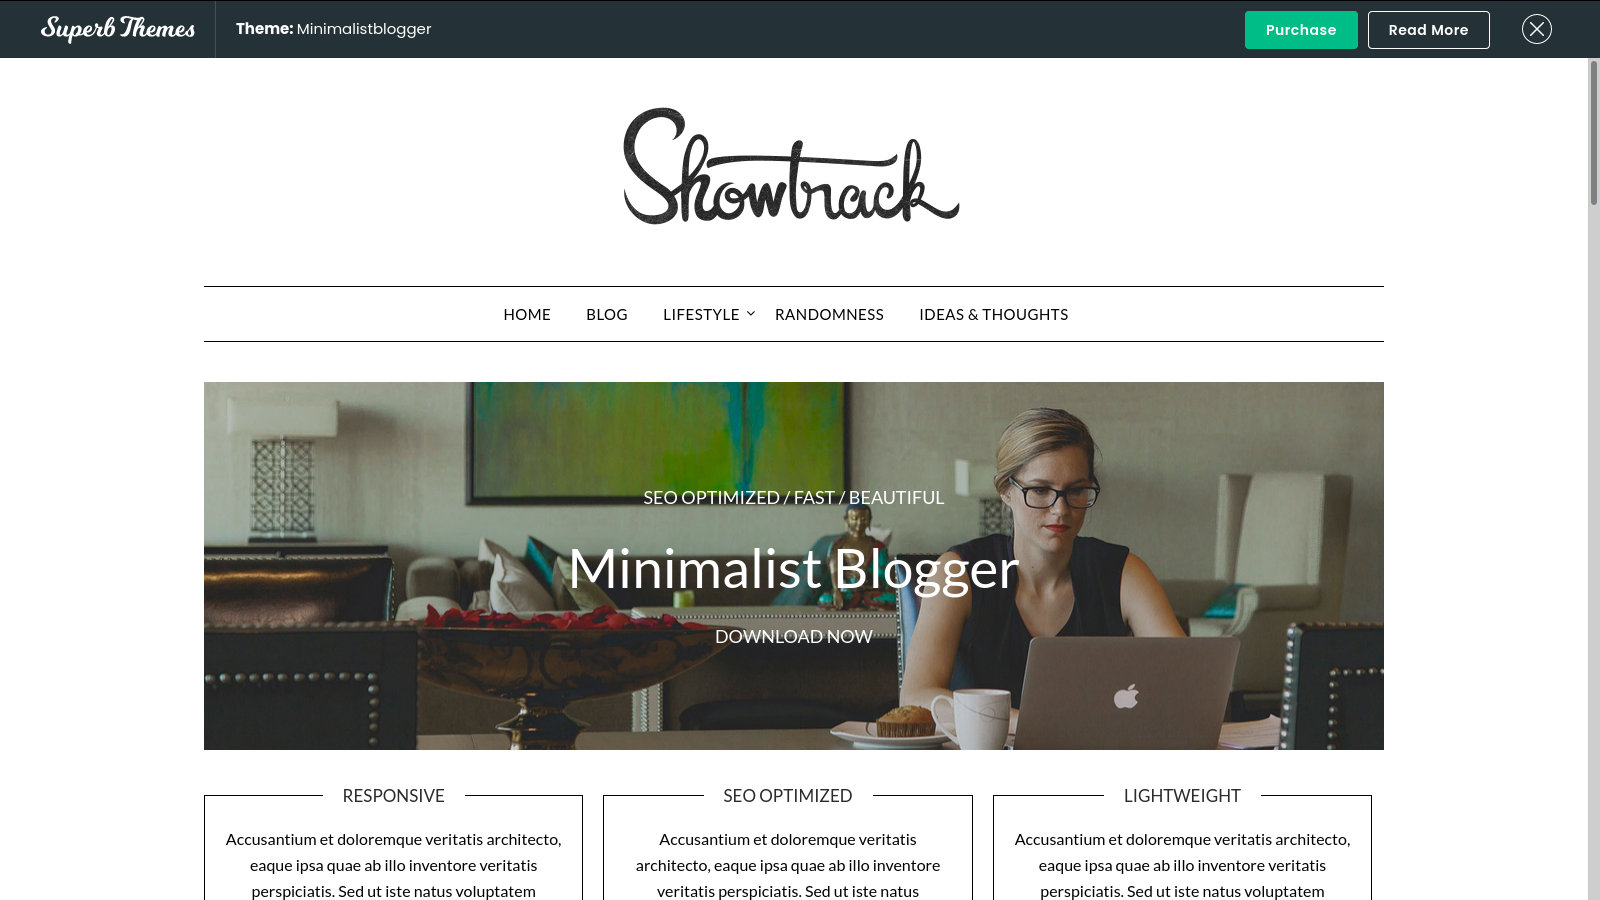 Superb Themes
Theme: Minimalistblogger
Purchase
Read More
Showtrack
HOME
BLOG
LIFESTYLE
RANDOMNESS
IDEAS & THOUGHTS
SEO OPTIMIZED / FAST / BEAUTIFUL
Minimalist Blogger
DOWNLOAD NOW
RESPONSIVE
Accusantium et doloremque veritatis architecto,
eaque ipsa quae ab illo inventore veritatis
perspiciatis. Sed ut iste natus voluptatem
SEO OPTIMIZED
Accusantium et doloremque veritatis
architecto, eaque ipsa quae ab illo inventore
veritatis perspiciatis. Sed ut iste natus
LIGHTWEIGHT
Accusantium et doloremque veritatis architecto,
eaque ipsa quae ab illo inventore veritatis
perspiciatis. Sed ut iste natus voluptatem